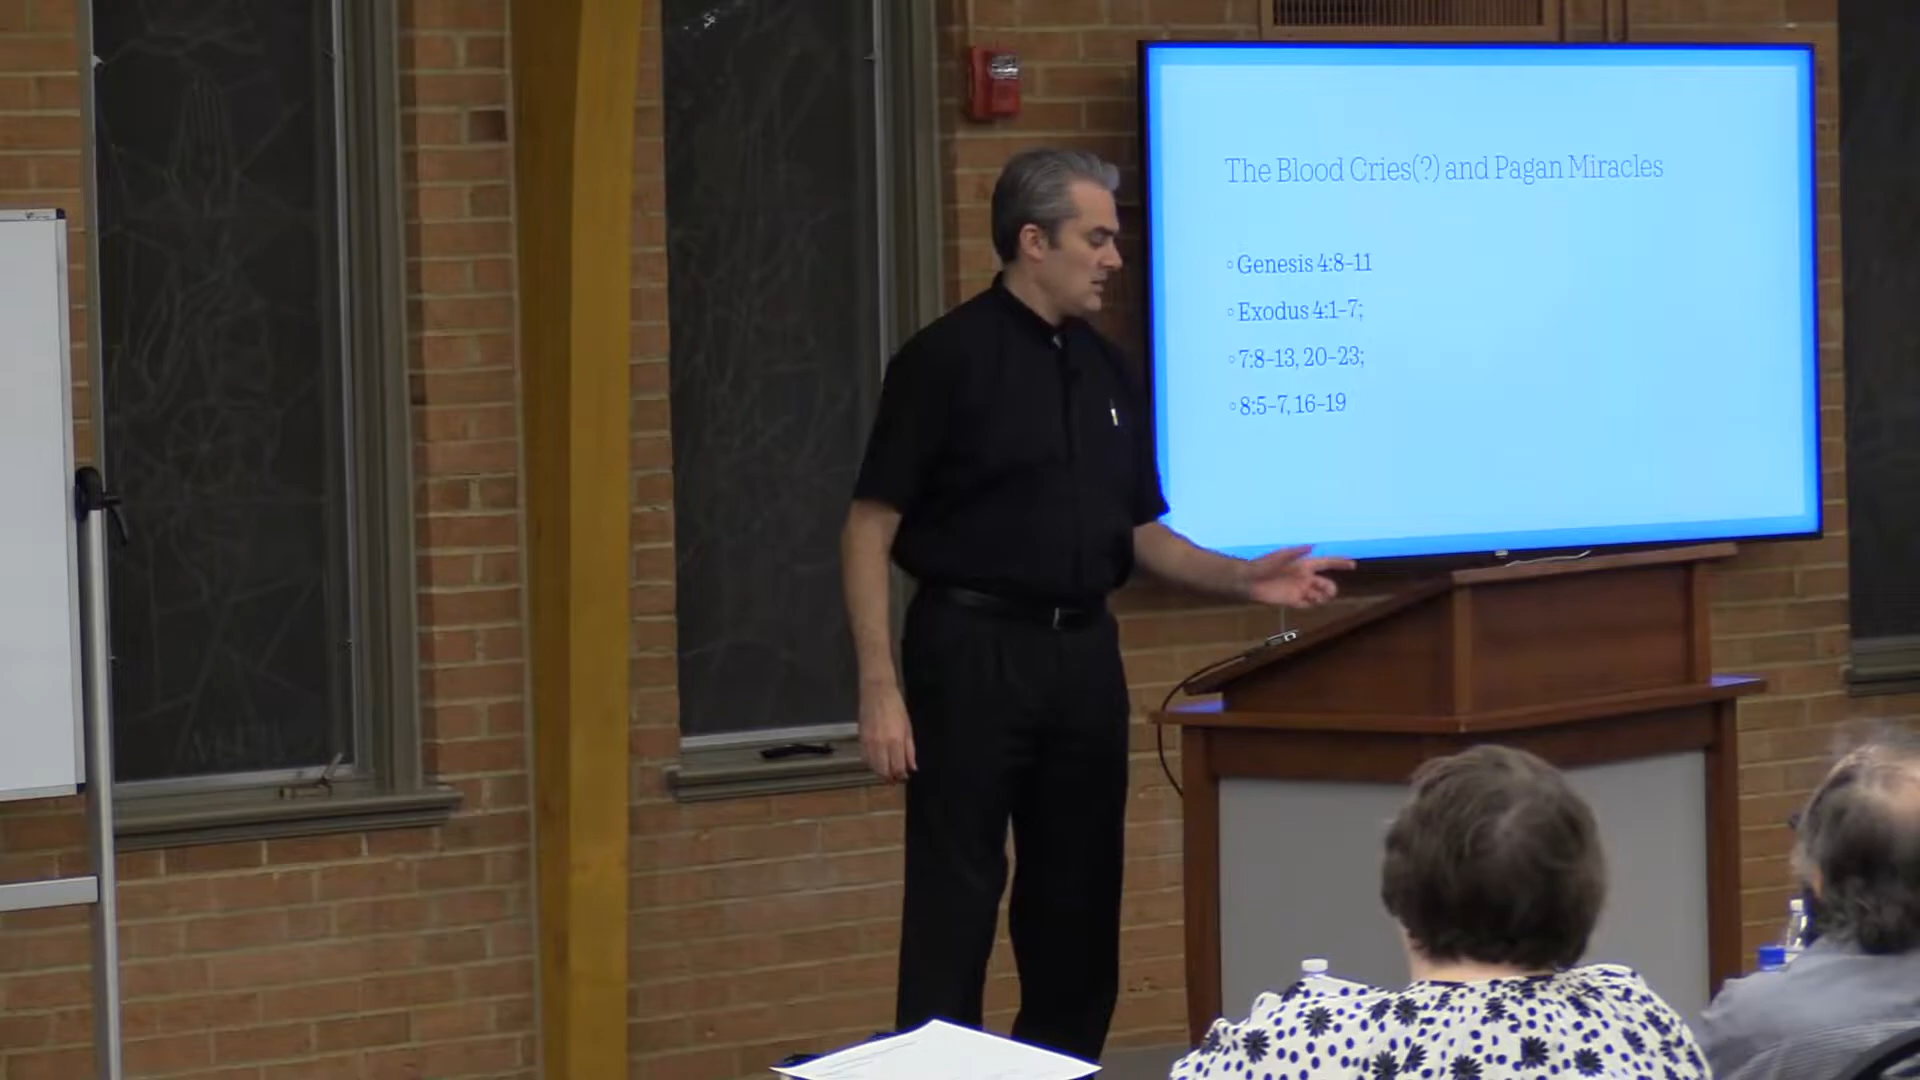 The Blood Cries(?) and Pagan Miracles
Genesis 4:8-11
Exodus 4:1-7;
7:8-13, 20-23;
8:5-7, 16-19